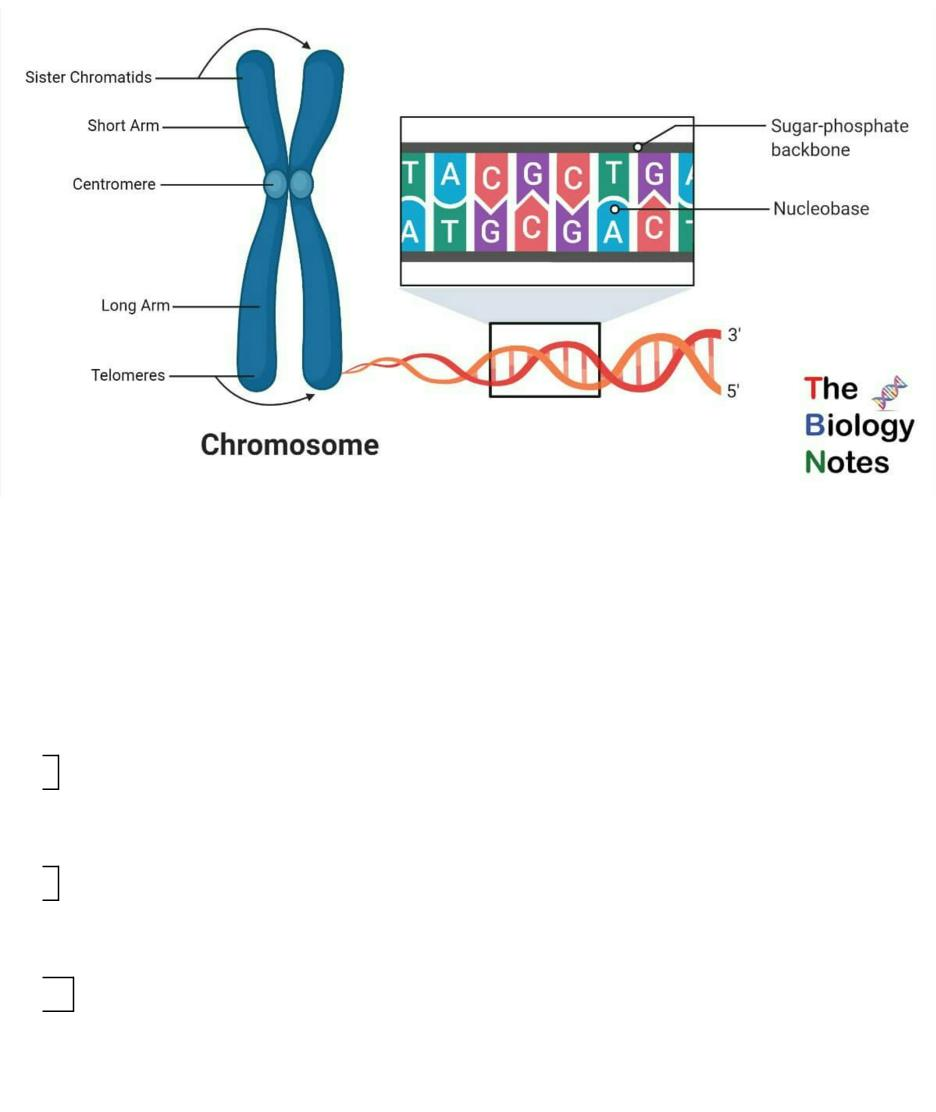 Sister Chromatids
Short Arm
Centromere
Long Arm
Telomeres
Chromosome
T A C G C T G A
A T G C G A C T
Sugar-phosphate
backbone
Nucleobase
3'
5'
The
Biology
Notes